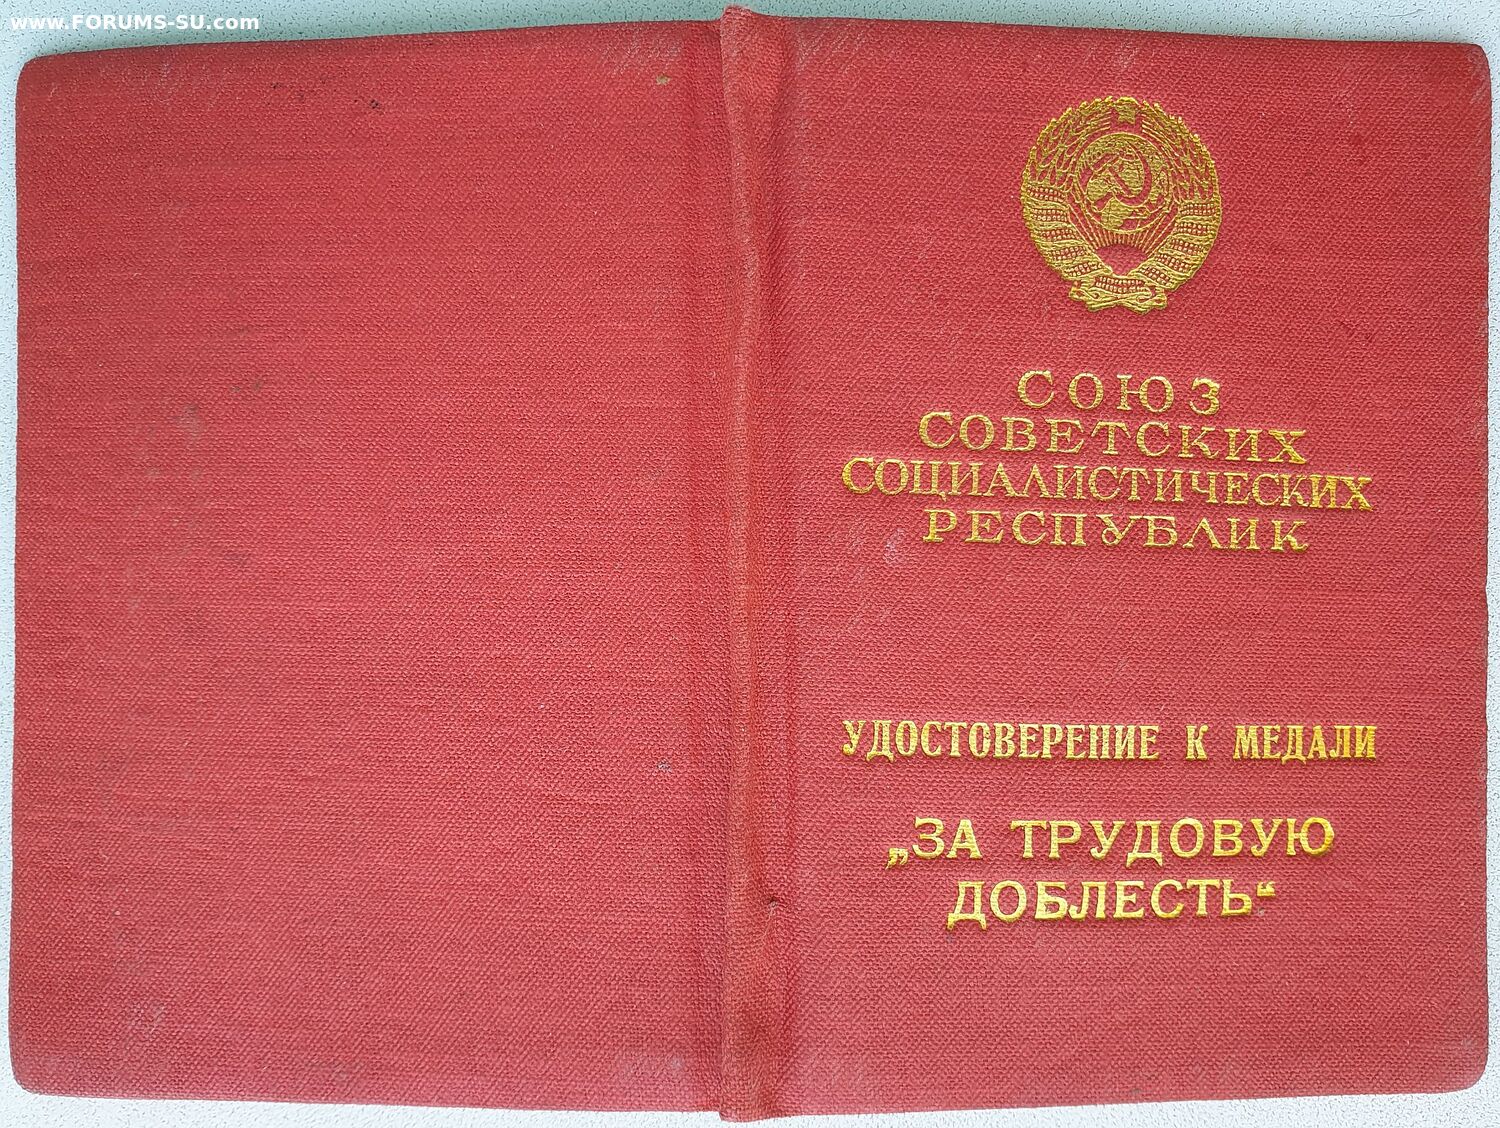 www.FORUMS-SU.com
СОЮЗ
СОВЕТСКИХ
СОЦИАЛИСТИЧЕСКИХ
РЕСПУБЛИК
УДОСТОВЕРЕНИЕ К МЕДАЛИ
„ЗА ТРУДОВУЮ
ДОБЛЕСТЬ“